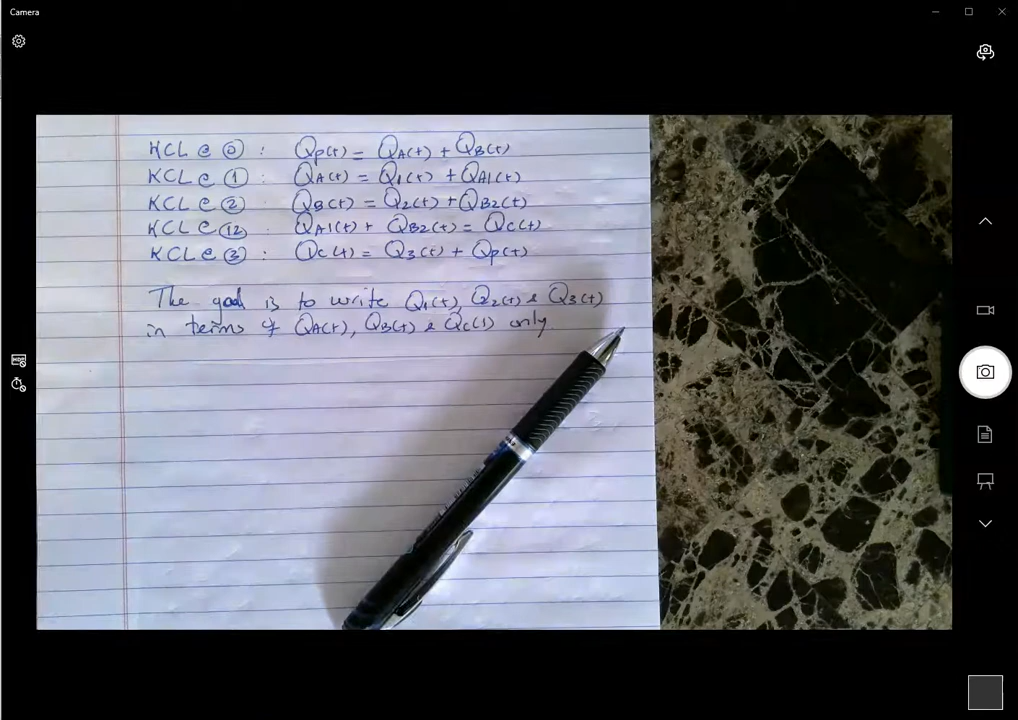 Camera
KCL @ 0 : QP(t) = QA(t) + QB(t)
KCL @ 1 : QA(t) = Q1(t) + QA1(t)
KCL @ 2 : QB(t) = Q2(t) + QB2(t)
KCL @ 12 : QA1(t) + QB2(t) = QC(t)
KCL @ 3 : QC(t) = Q3(t) + QP(t)
The goal is to write Q1(t), Q2(t) & Q3(t)
in terms of QA(t), QB(t) & QC(t) only.